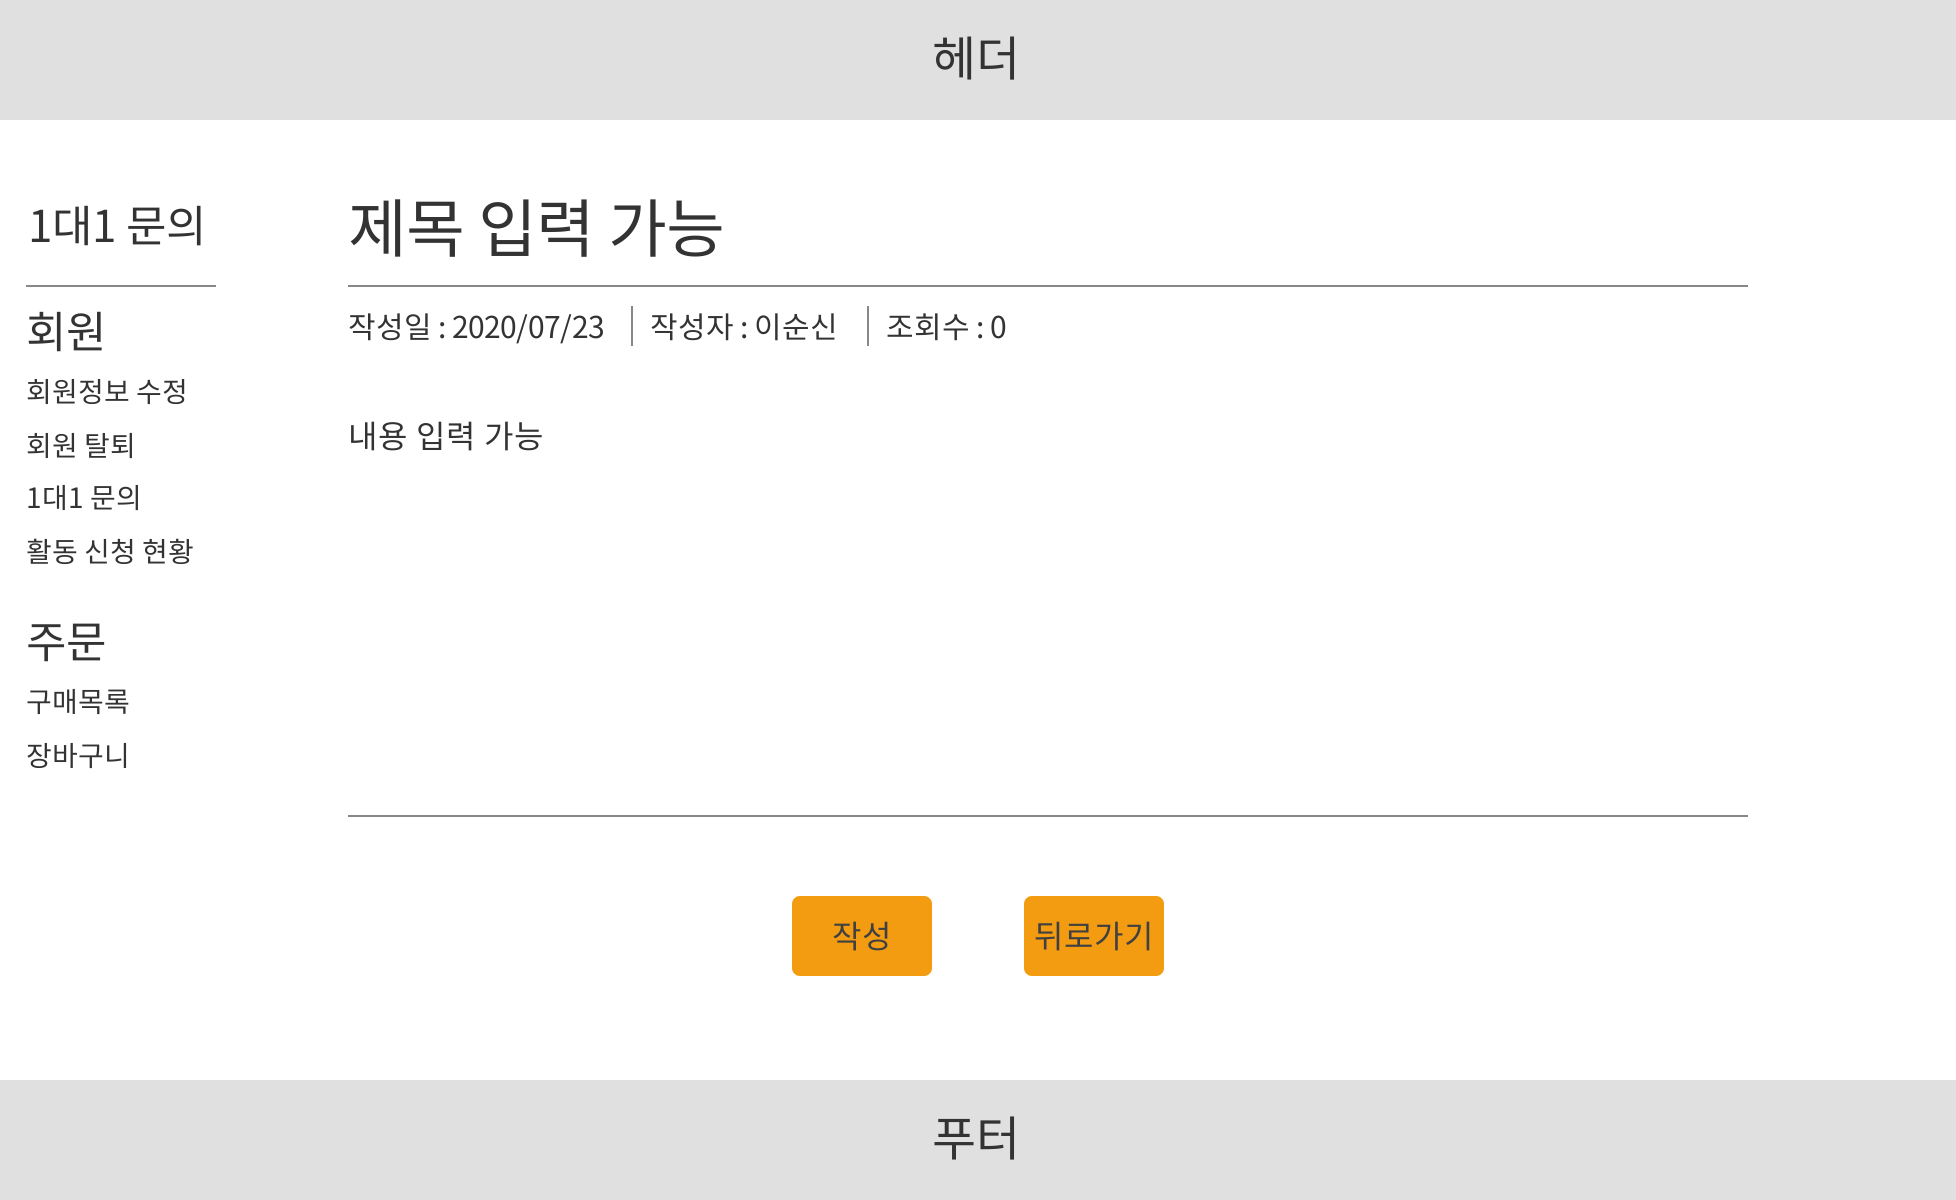 헤더
1대1 문의
회원
회원정보 수정
회원 탈퇴
1대1 문의
활동 신청 현황
주문
구매목록
장바구니
제목 입력 가능
작성일 : 2020/07/23 작성자 : 이순신 조회수 : 0
내용 입력 가능
작성 뒤로가기
푸터